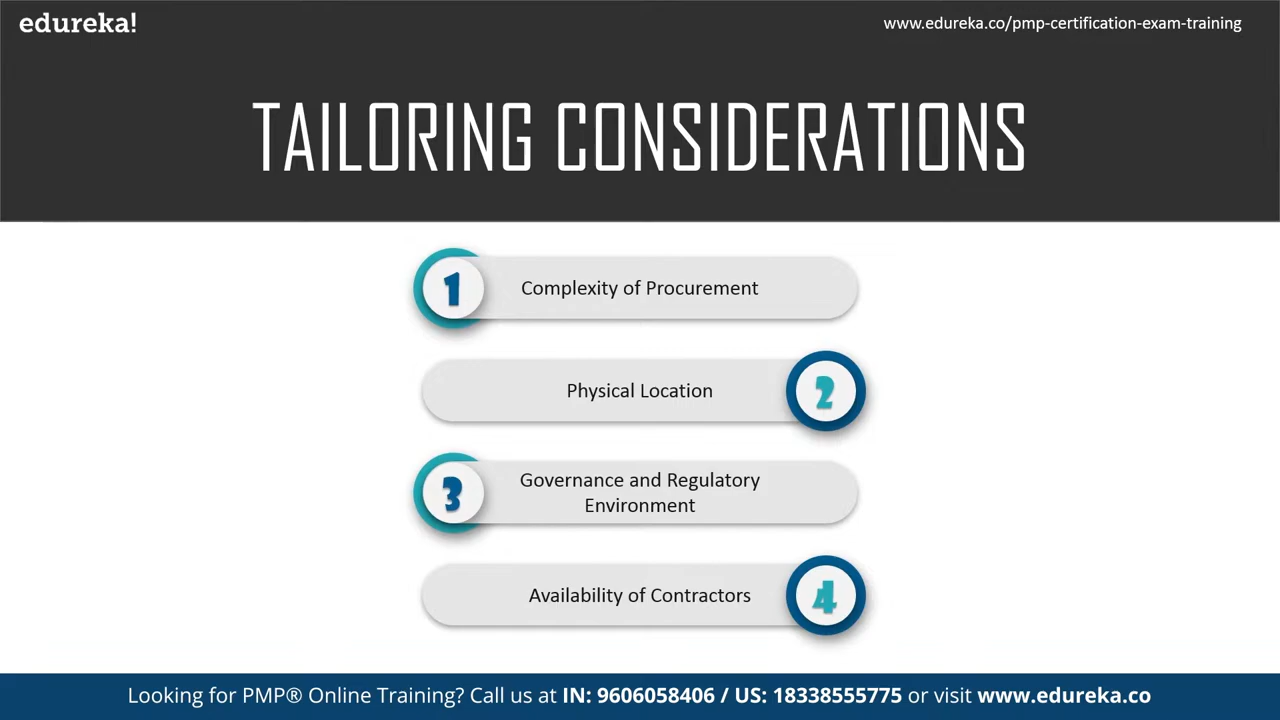 edureka!
www.edureka.co/pmp-certification-exam-training
TAILORING CONSIDERATIONS
1
Complexity of Procurement
Physical Location
2
3
Governance and Regulatory
Environment
Availability of Contractors
4
Looking for PMP® Online Training? Call us at IN: 9606058406 / US: 18338555775 or visit www.edureka.co